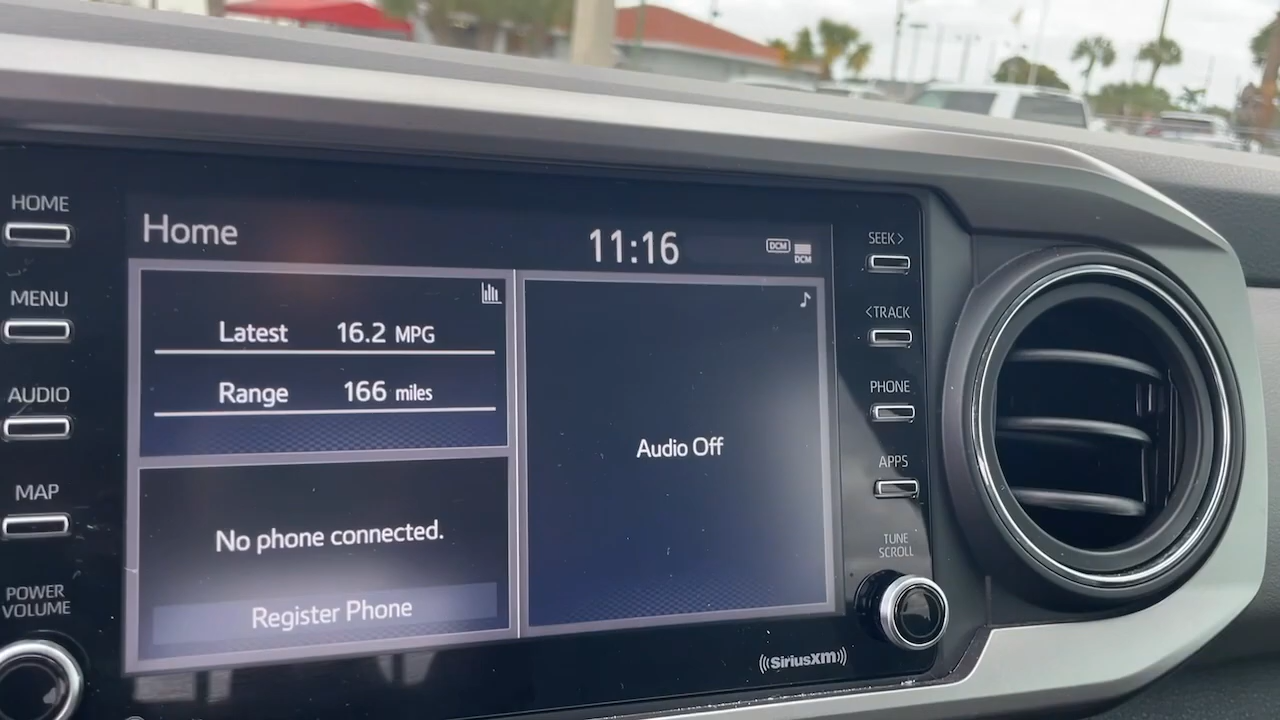 HOME
MENU
AUDIO
MAP
POWER
VOLUME
Home
11:16
DCM
DCM
Latest 16.2 MPG
Range 166 miles
No phone connected.
Register Phone
Audio Off
SEEK>
<TRACK
PHONE
APPS
TUNE
SCROLL
((SiriusXM))